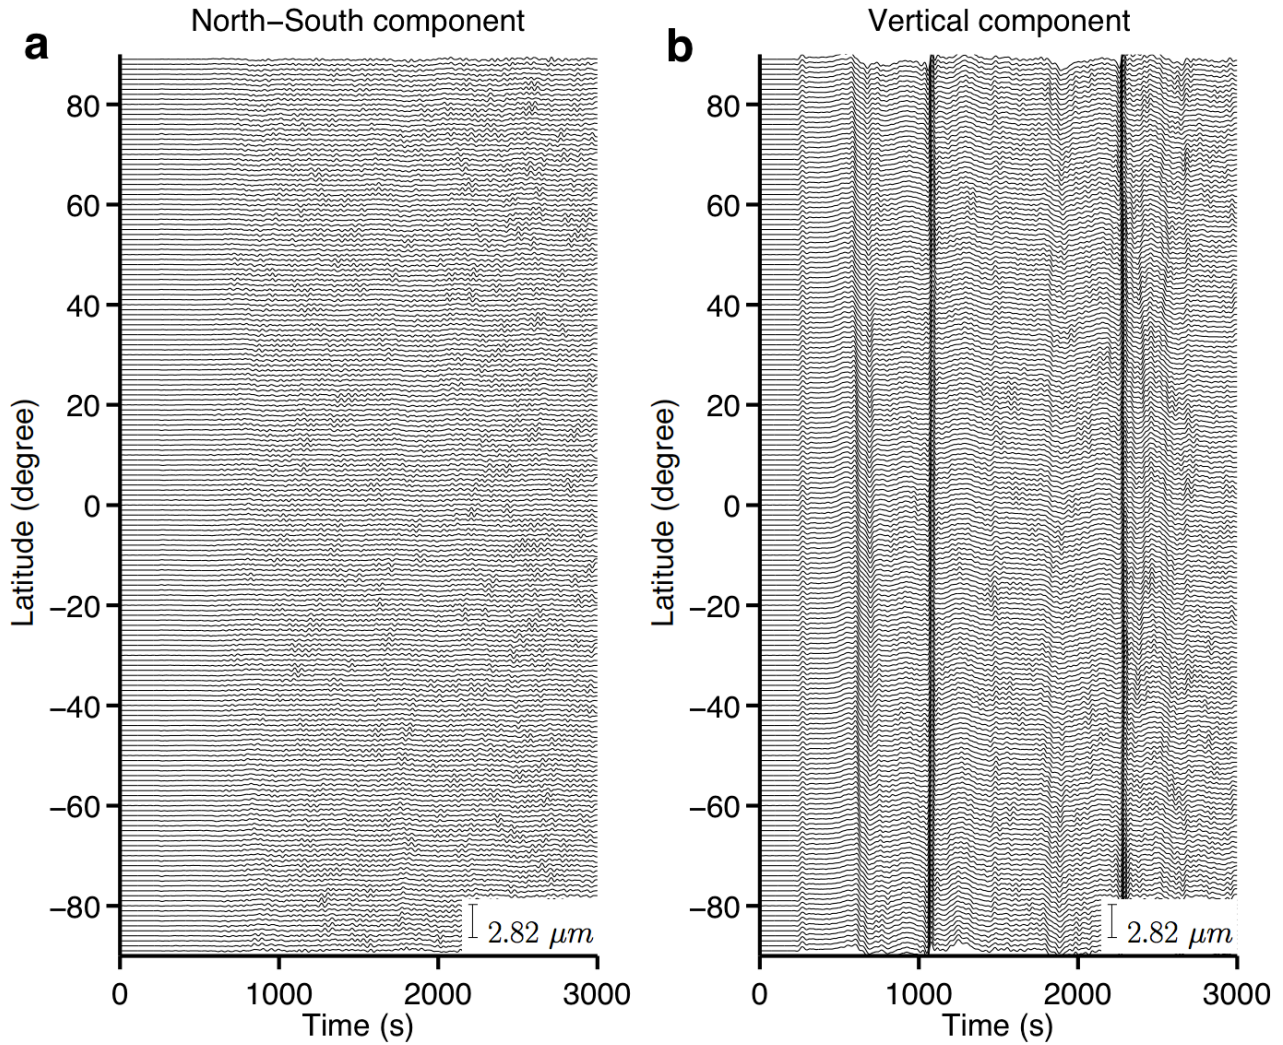 North−South component
a
80
60
40
20
0
−20
−40
−60
−80
Latitude (degree)
0 1000 2000 3000
Time (s)
2.82 μm
Vertical component
b
80
60
40
20
0
−20
−40
−60
−80
Latitude (degree)
0 1000 2000 3000
Time (s)
2.82 μm